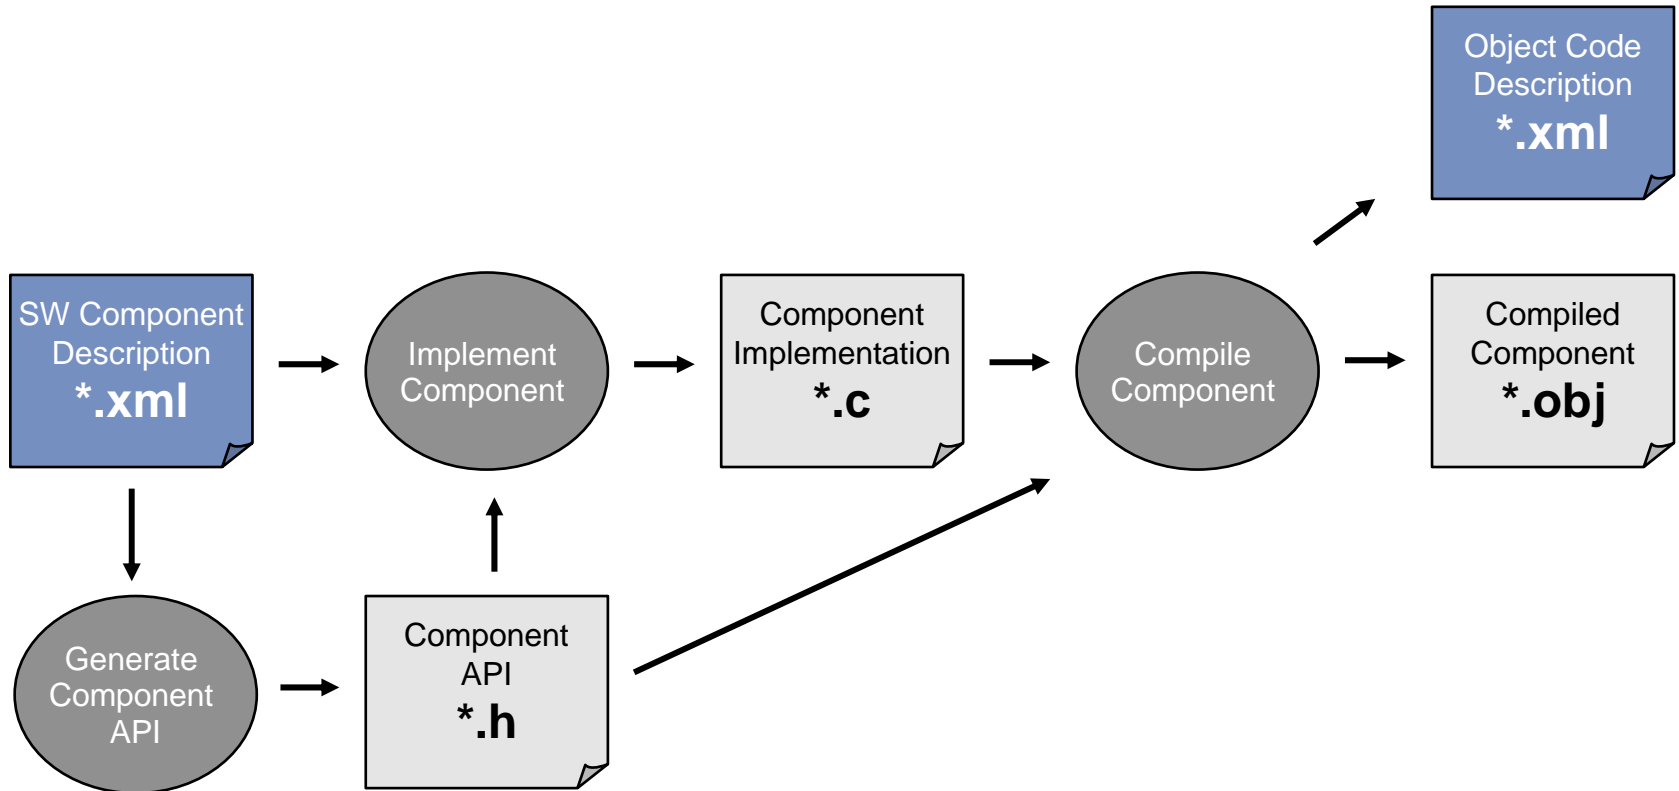 Object Code
Description
*.xml
SW Component
Description
*.xml
Implement
Component
Component
Implementation
*.c
Compile
Component
Compiled
Component
*.obj
Generate
Component
API
Component
API
*.h